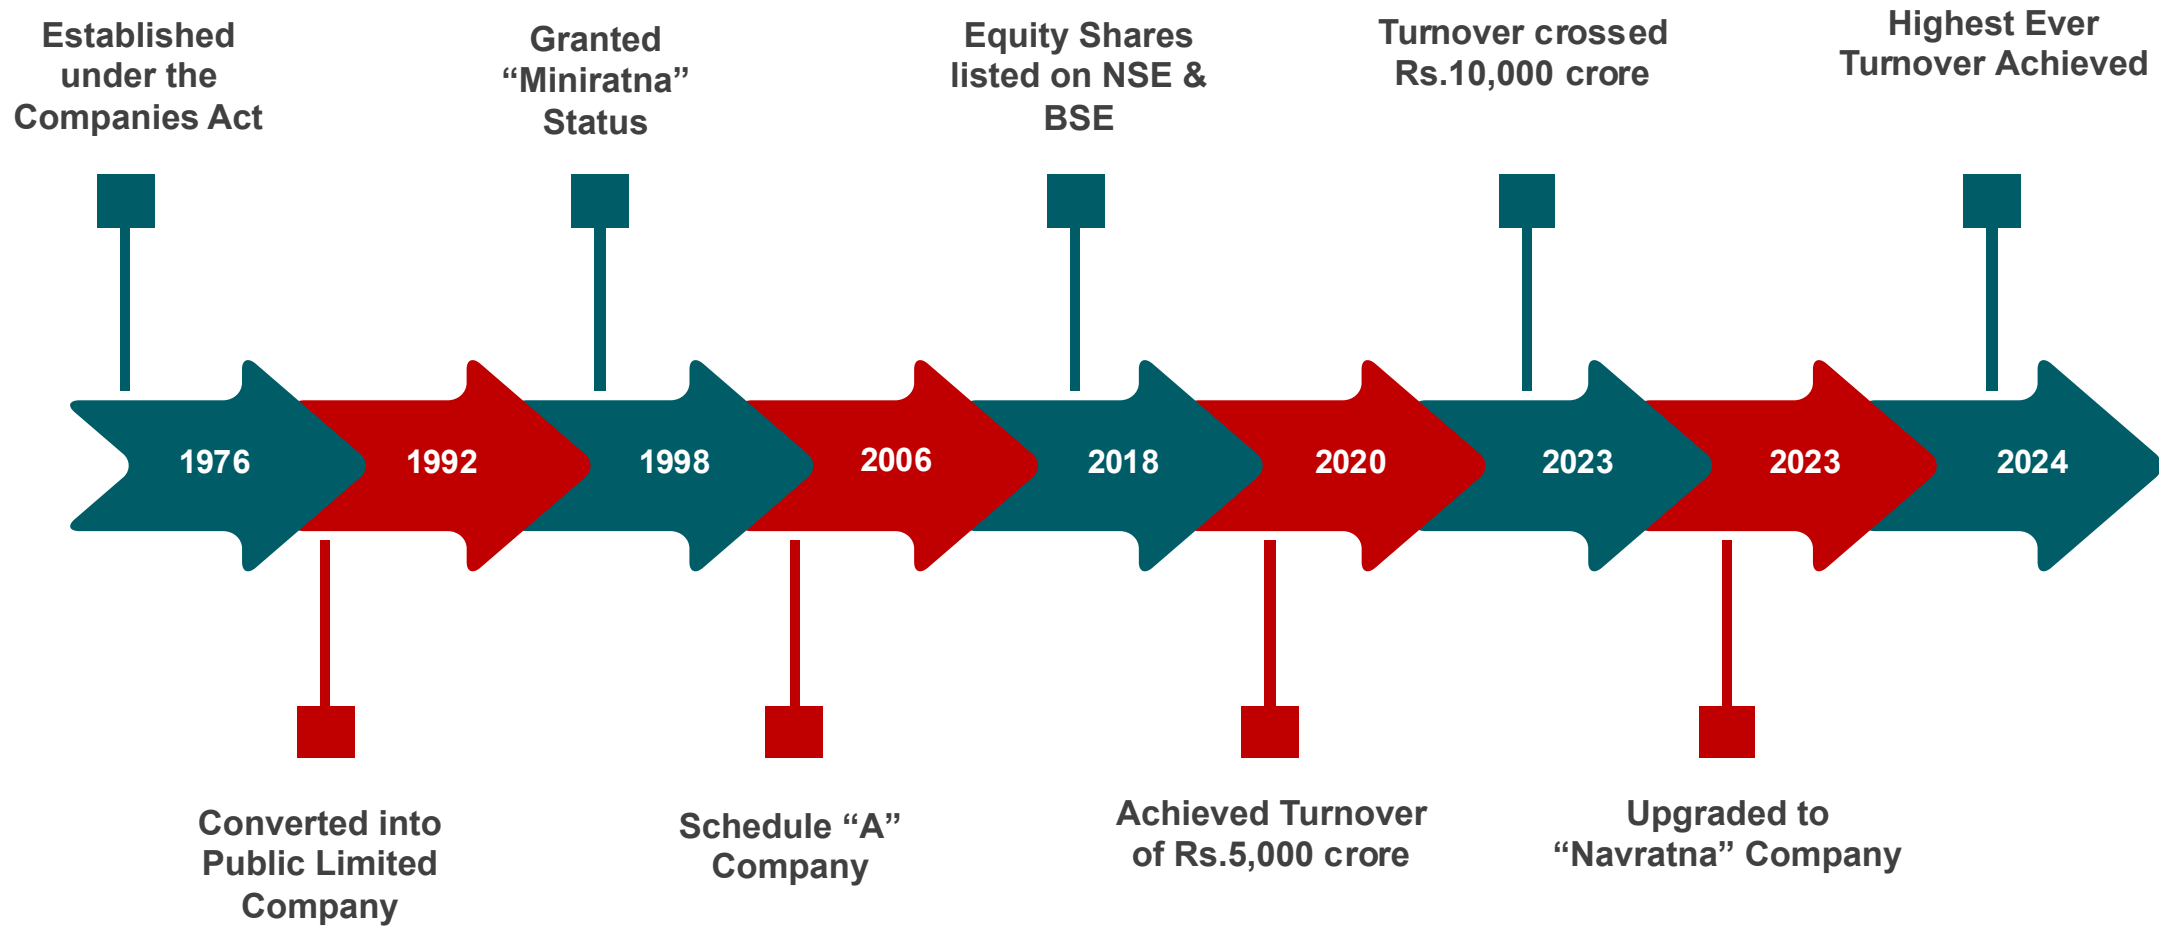 Established
under the
Companies Act
Granted
“Miniratna”
Status
Equity Shares
listed on NSE &
BSE
Turnover crossed
Rs.10,000 crore
Highest Ever
Turnover Achieved
1976
1992
1998
2006
2018
2020
2023
2023
2024
Converted into
Public Limited
Company
Schedule “A”
Company
Achieved Turnover
of Rs.5,000 crore
Upgraded to
“Navratna” Company